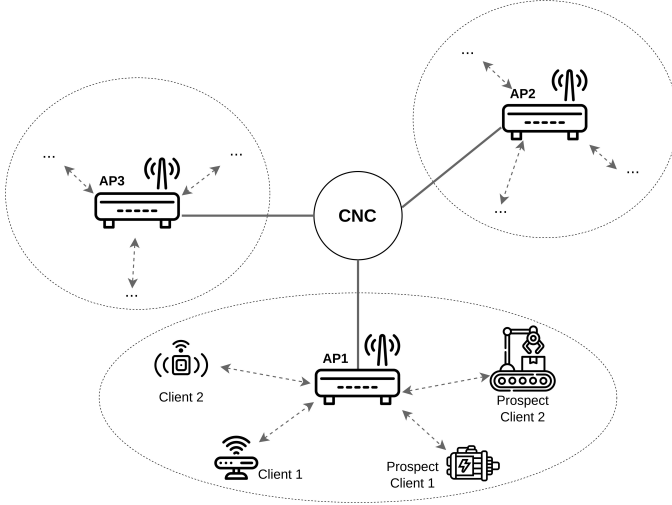 ...
AP2
...
...
...
...
AP3
...
CNC
AP1
Client 2
Prospect
Client 2
Client 1
Prospect
Client 1